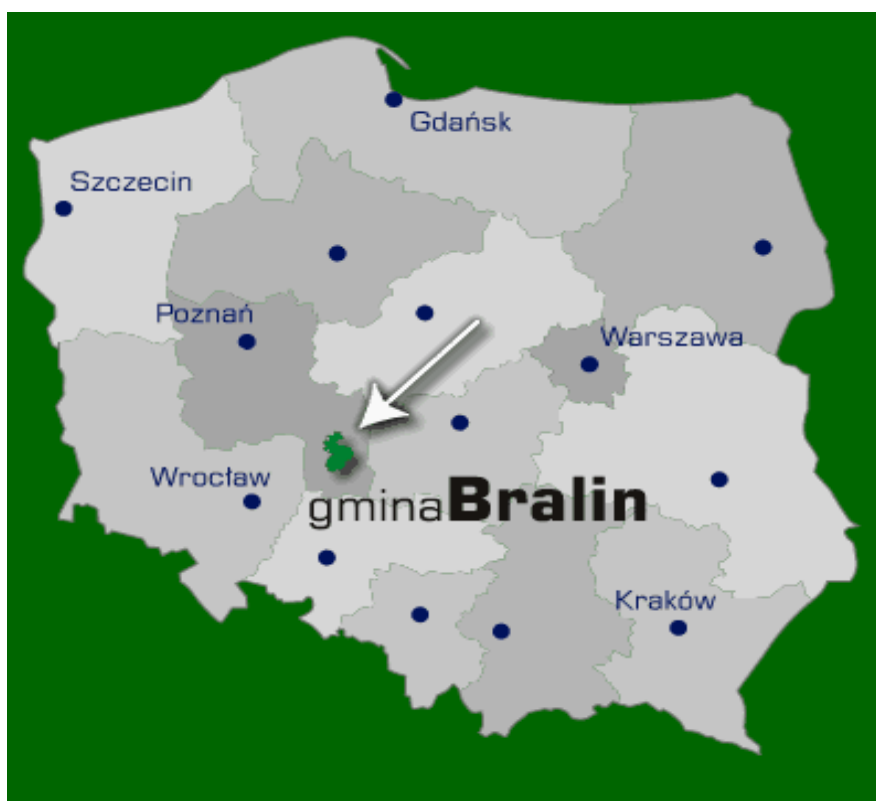 Gdańsk
Szczecin
Poznań
Warszawa
Wrocław
gminaBralin
Kraków